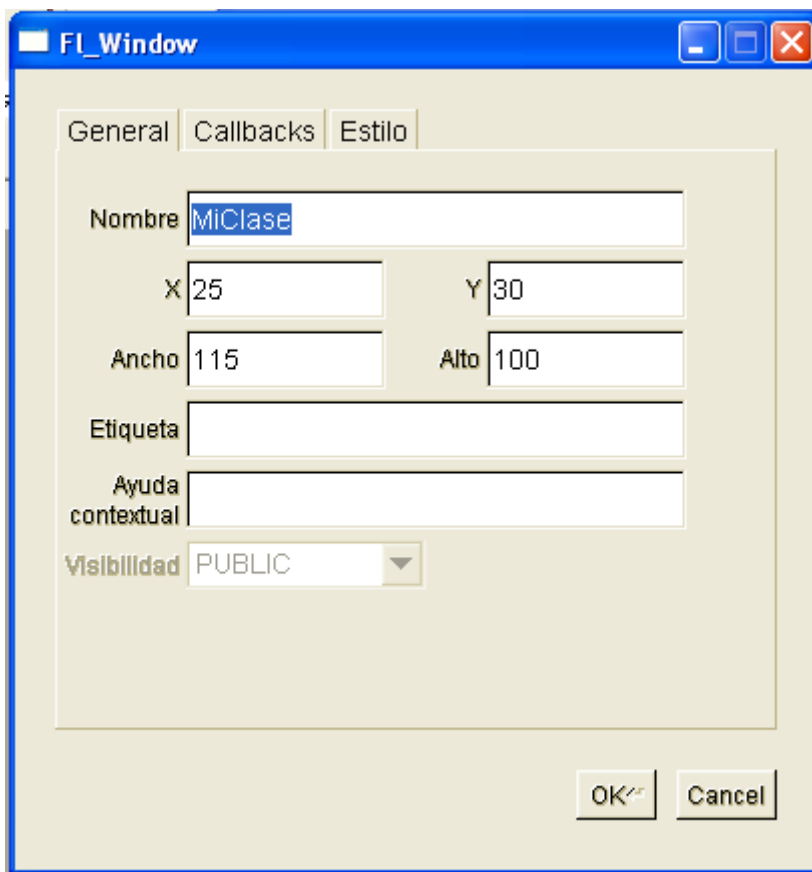 Fl_Window
General Callbacks Estilo
Nombre MiClase
X 25 Y 30
Ancho 115 Alto 100
Etiqueta
Ayuda
contextual
Visibilidad PUBLIC
OK Cancel